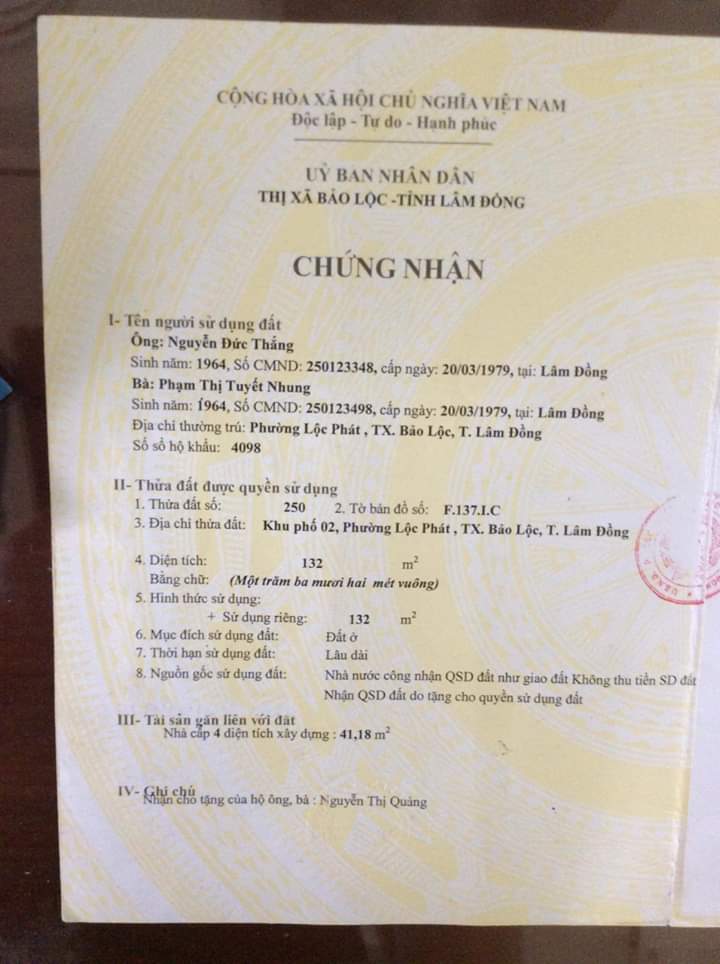 CỘNG HÒA XÃ HỘI CHỦ NGHĨA VIỆT NAM
Độc lập - Tự do - Hạnh phúc
UỶ BAN NHÂN DÂN
THỊ XÃ BẢO LỘC -TỈNH LÂM ĐỒNG
CHỨNG NHẬN
I- Tên người sử dụng đất
Ông: Nguyễn Đức Thắng
Sinh năm: 1964, Số CMND: 250123348, cấp ngày: 20/03/1979, tại: Lâm Đồng
Bà: Phạm Thị Tuyết Nhung
Sinh năm: 1964, Số CMND: 250123498, cấp ngày: 20/03/1979, tại: Lâm Đồng
Địa chỉ thường trú: Phường Lộc Phát , TX. Bảo Lộc, T. Lâm Đồng
Số sổ hộ khẩu: 4098
II- Thửa đất được quyền sử dụng
1. Thửa đất số: 250 2. Tờ bản đồ số: F.137.I.C
3. Địa chỉ thửa đất: Khu phố 02, Phường Lộc Phát , TX. Bảo Lộc, T. Lâm Đồng
4. Diện tích: 132 m²
Bằng chữ: (Một trăm ba mươi hai mét vuông)
5. Hình thức sử dụng:
+ Sử dụng riêng: 132 m²
6. Mục đích sử dụng đất: Đất ở
7. Thời hạn sử dụng đất: Lâu dài
8. Nguồn gốc sử dụng đất: Nhà nước công nhận QSD đất như giao đất Không thu tiền SD đất
Nhận QSD đất do tặng cho quyền sử dụng đất
III- Tài sản gắn liền với đất
Nhà cấp 4 diện tích xây dựng : 41,18 m²
IV- Ghi chú
Nhận cho tặng của hộ ông, bà : Nguyễn Thị Quảng